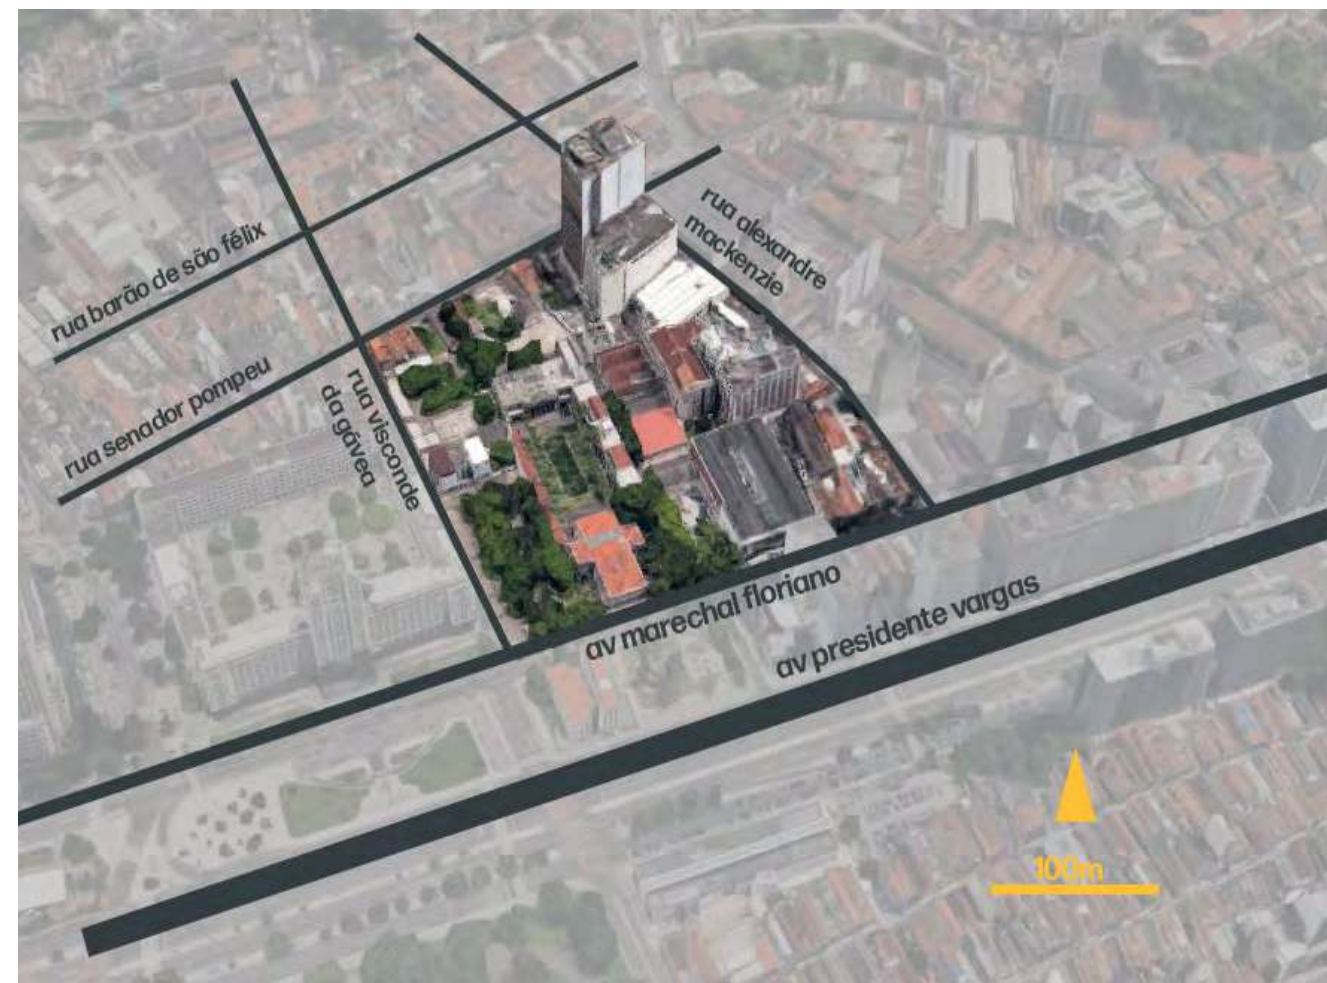 rua barão de são félix
rua senador pompeu
rua visconde
da gávea
rua alexandre
mackenzie
av marechal floriano
av presidente vargas
100m